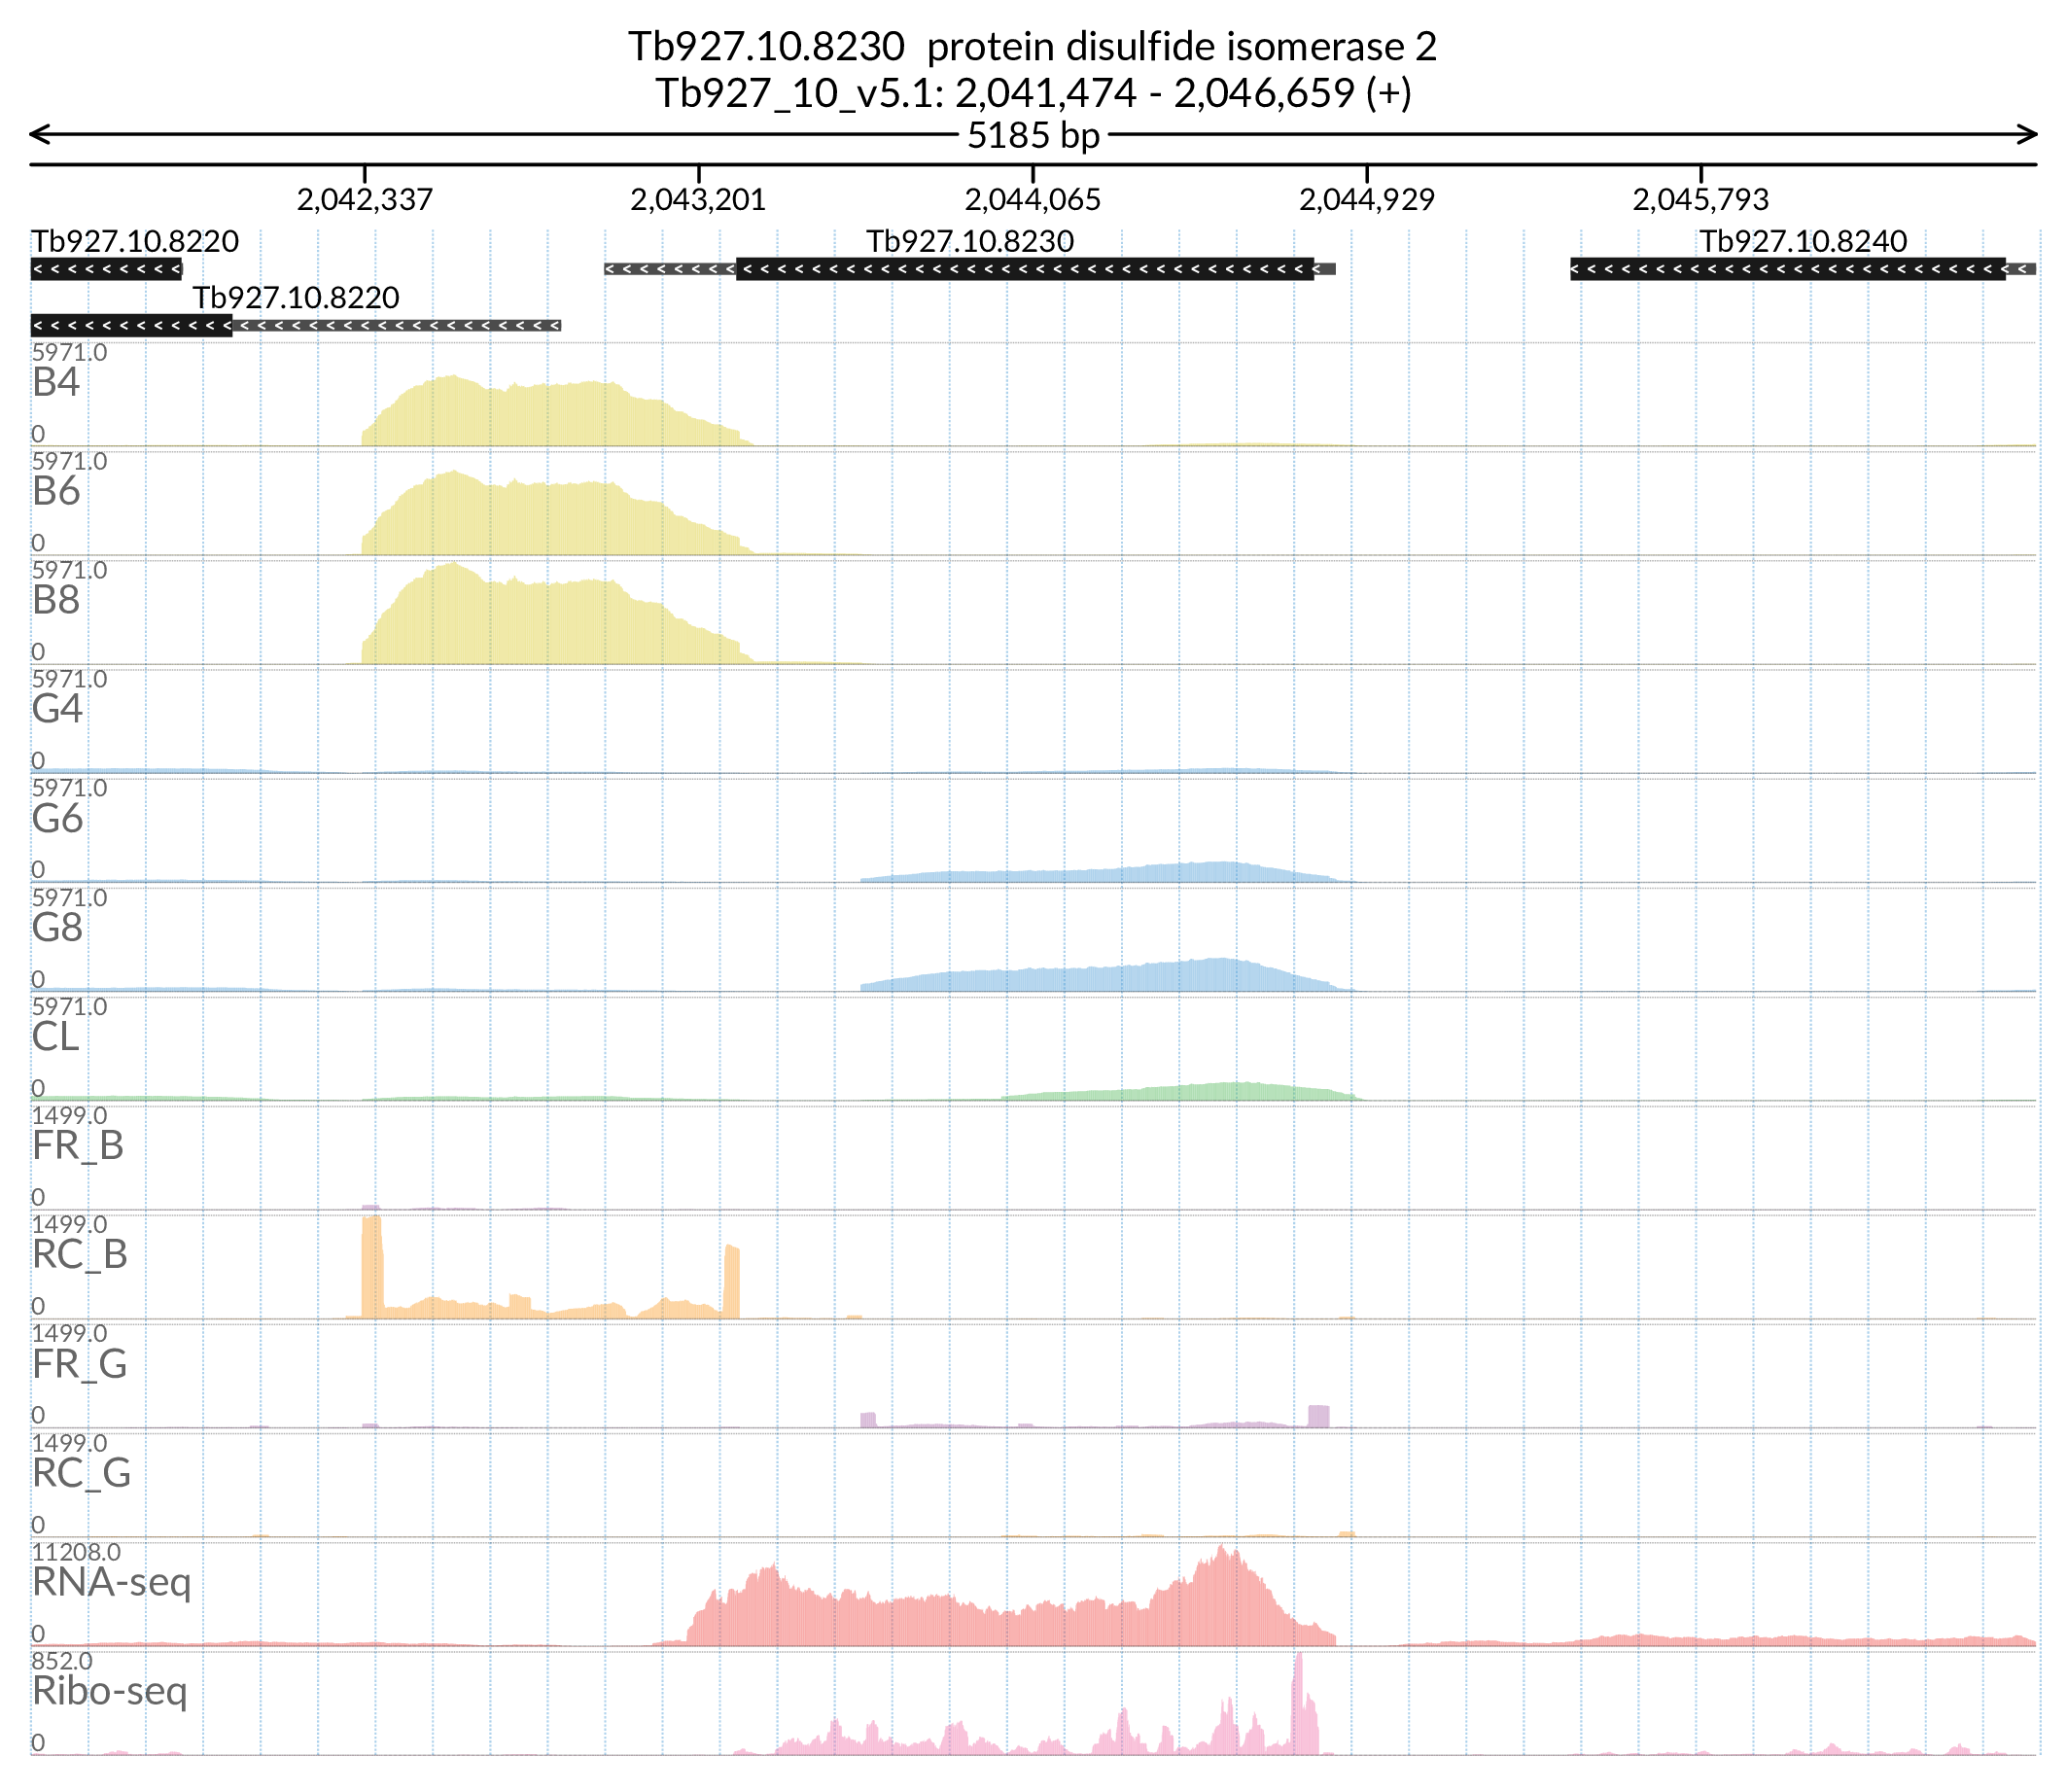 Tb927.10.8230 protein disulfide isomerase 2
Tb927_10_v5.1: 2,041,474 - 2,046,659 (+)
5185 bp
2,042,337 2,043,201 2,044,065 2,044,929 2,045,793
Tb927.10.8220 Tb927.10.8230 Tb927.10.8240
Tb927.10.8220
5971.0
B4
0
5971.0
B6
0
5971.0
B8
0
5971.0
G4
0
5971.0
G6
0
5971.0
G8
0
5971.0
CL
0
1499.0
FR_B
0
1499.0
RC_B
0
1499.0
FR_G
0
1499.0
RC_G
0
11208.0
RNA-seq
0
852.0
Ribo-seq
0